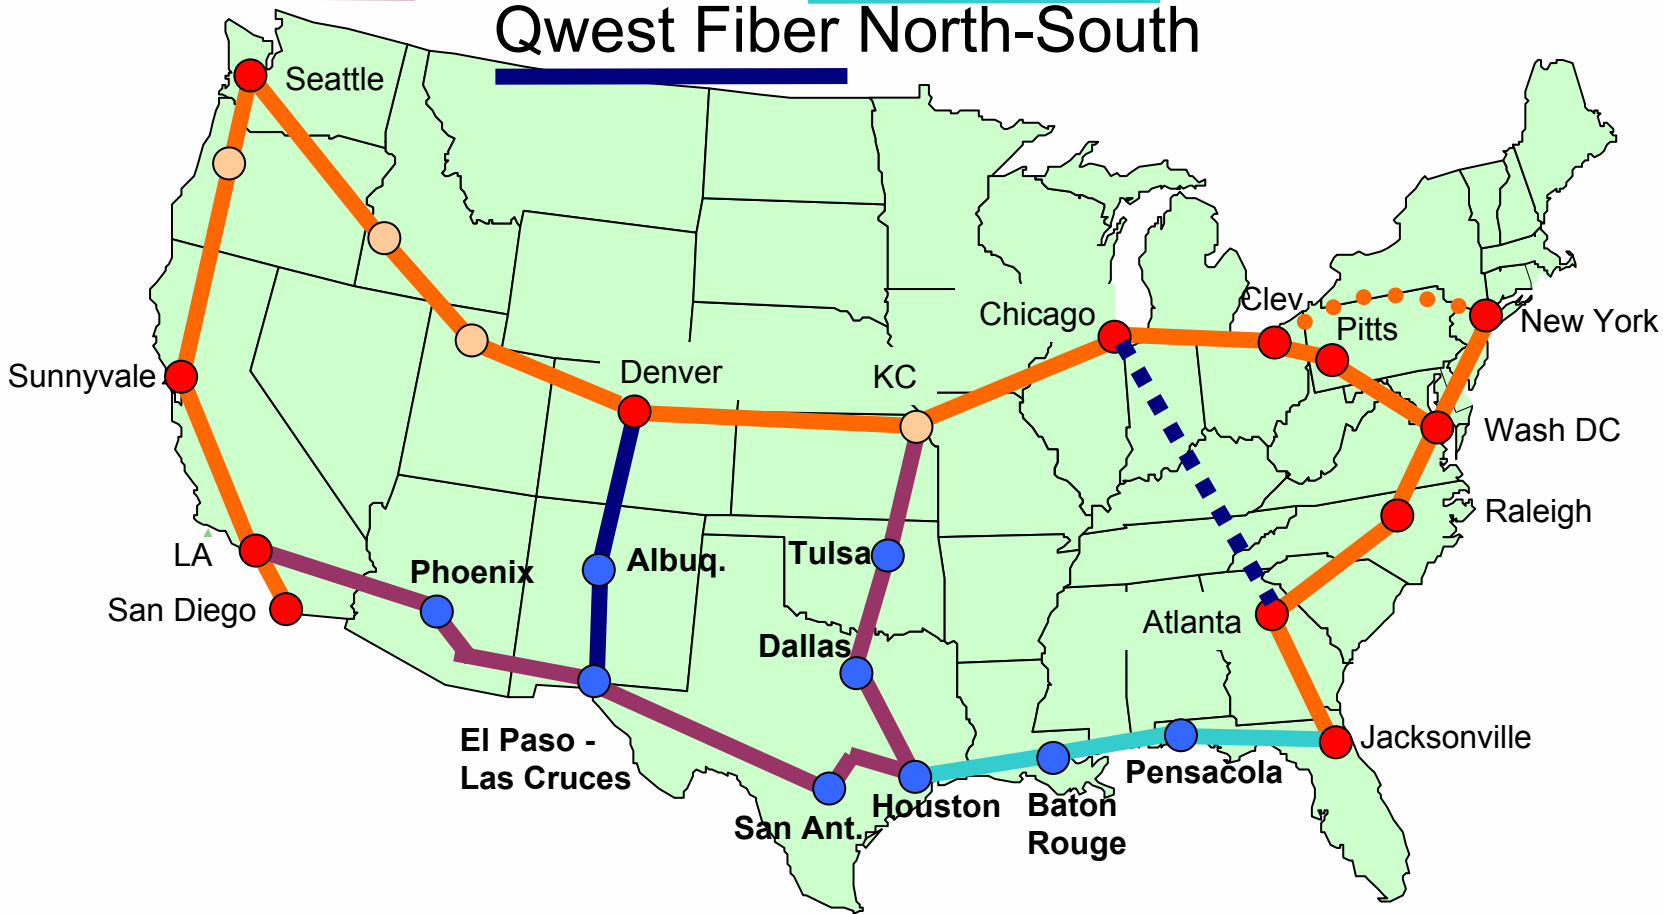 Qwest Fiber North-South
Seattle
Clev.
Chicago
New York
Pitts
Sunnyvale
Denver
KC
Wash DC
Raleigh
LA
Phoenix
Albuq.
Tulsa
San Diego
Atlanta
Dallas
El Paso -
Las Cruces
Jacksonville
Pensacola
Houston
Baton
Rouge
San Ant.